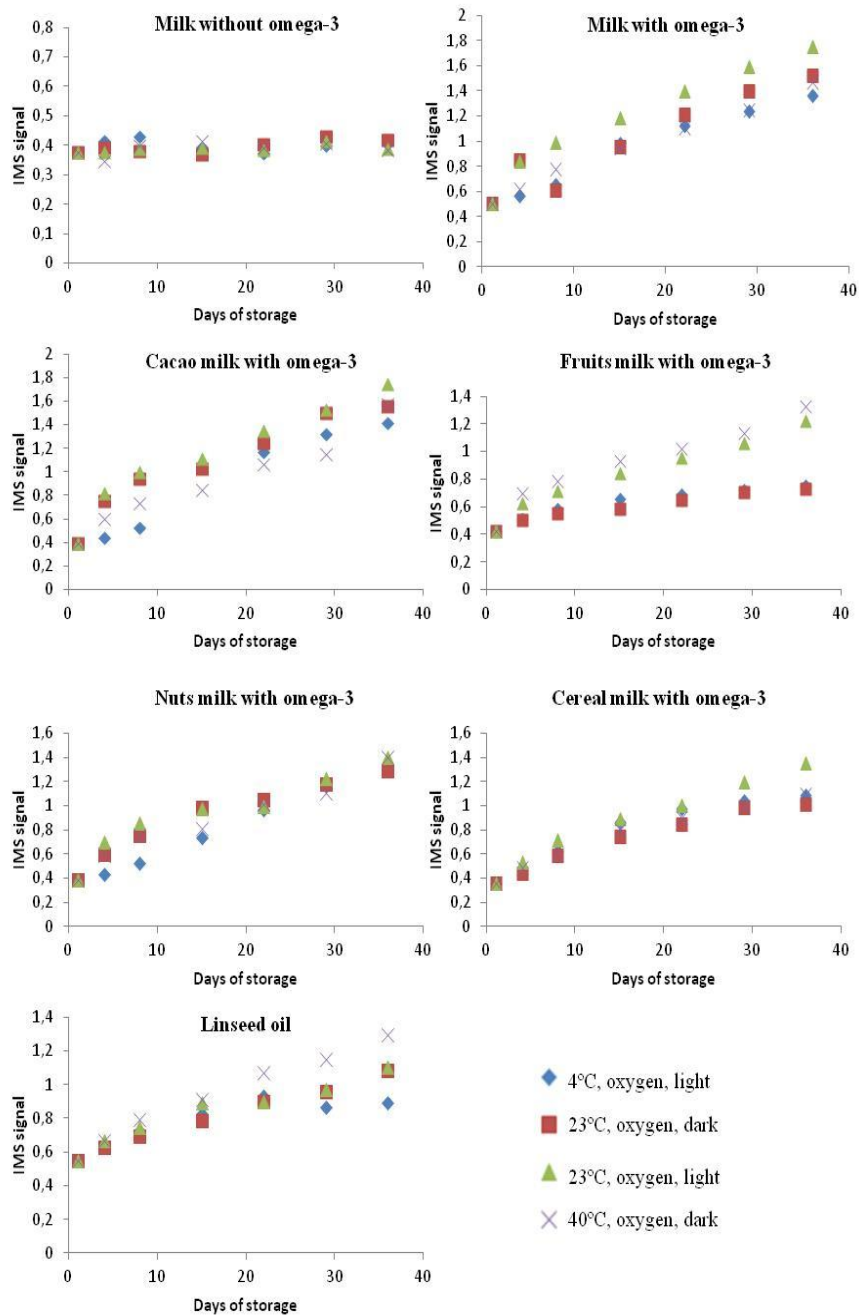 Milk without omega-3
0,8
0,7
0,6
0,5
0,4
0,3
0,2
0,1
0
IMS signal
0 10 20 30 40
Days of storage
Milk with omega-3
2
1,8
1,6
1,4
1,2
1
0,8
0,6
0,4
0,2
0
IMS signal
0 10 20 30 40
Days of storage
Cacao milk with omega-3
2
1,8
1,6
1,4
1,2
1
0,8
0,6
0,4
0,2
0
IMS signal
0 10 20 30 40
Days of storage
Fruits milk with omega-3
1,4
1,2
1
0,8
0,6
0,4
0,2
0
IMS signal
0 10 20 30 40
Days of storage
Nuts milk with omega-3
1,6
1,4
1,2
1
0,8
0,6
0,4
0,2
0
IMS signal
0 10 20 30 40
Days of storage
Cereal milk with omega-3
1,6
1,4
1,2
1
0,8
0,6
0,4
0,2
0
IMS signal
0 10 20 30 40
Days of storage
Linseed oil
1,4
1,2
1
0,8
0,6
0,4
0,2
0
IMS signal
0 10 20 30 40
Days of storage
4°C, oxygen, light
23°C, oxygen, dark
23°C, oxygen, light
40°C, oxygen, dark